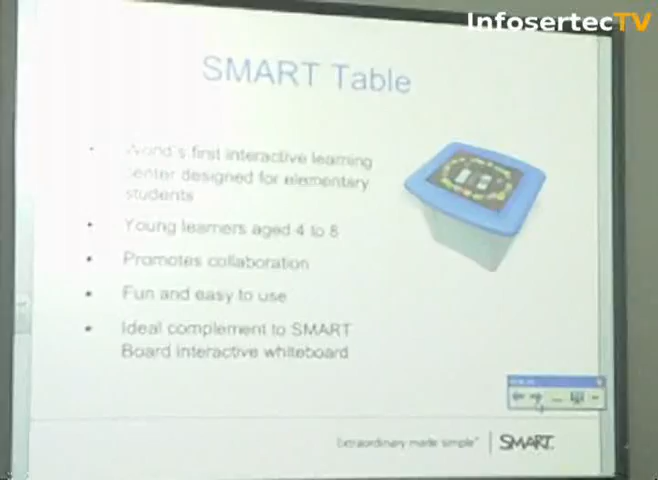 InfosertecTV
SMART Table
World's first interactive learning
center designed for elementary
students
Young learners aged 4 to 8
Promotes collaboration
Fun and easy to use
Ideal complement to SMART
Board interactive whiteboard
Extraordinary made simple™
SMART